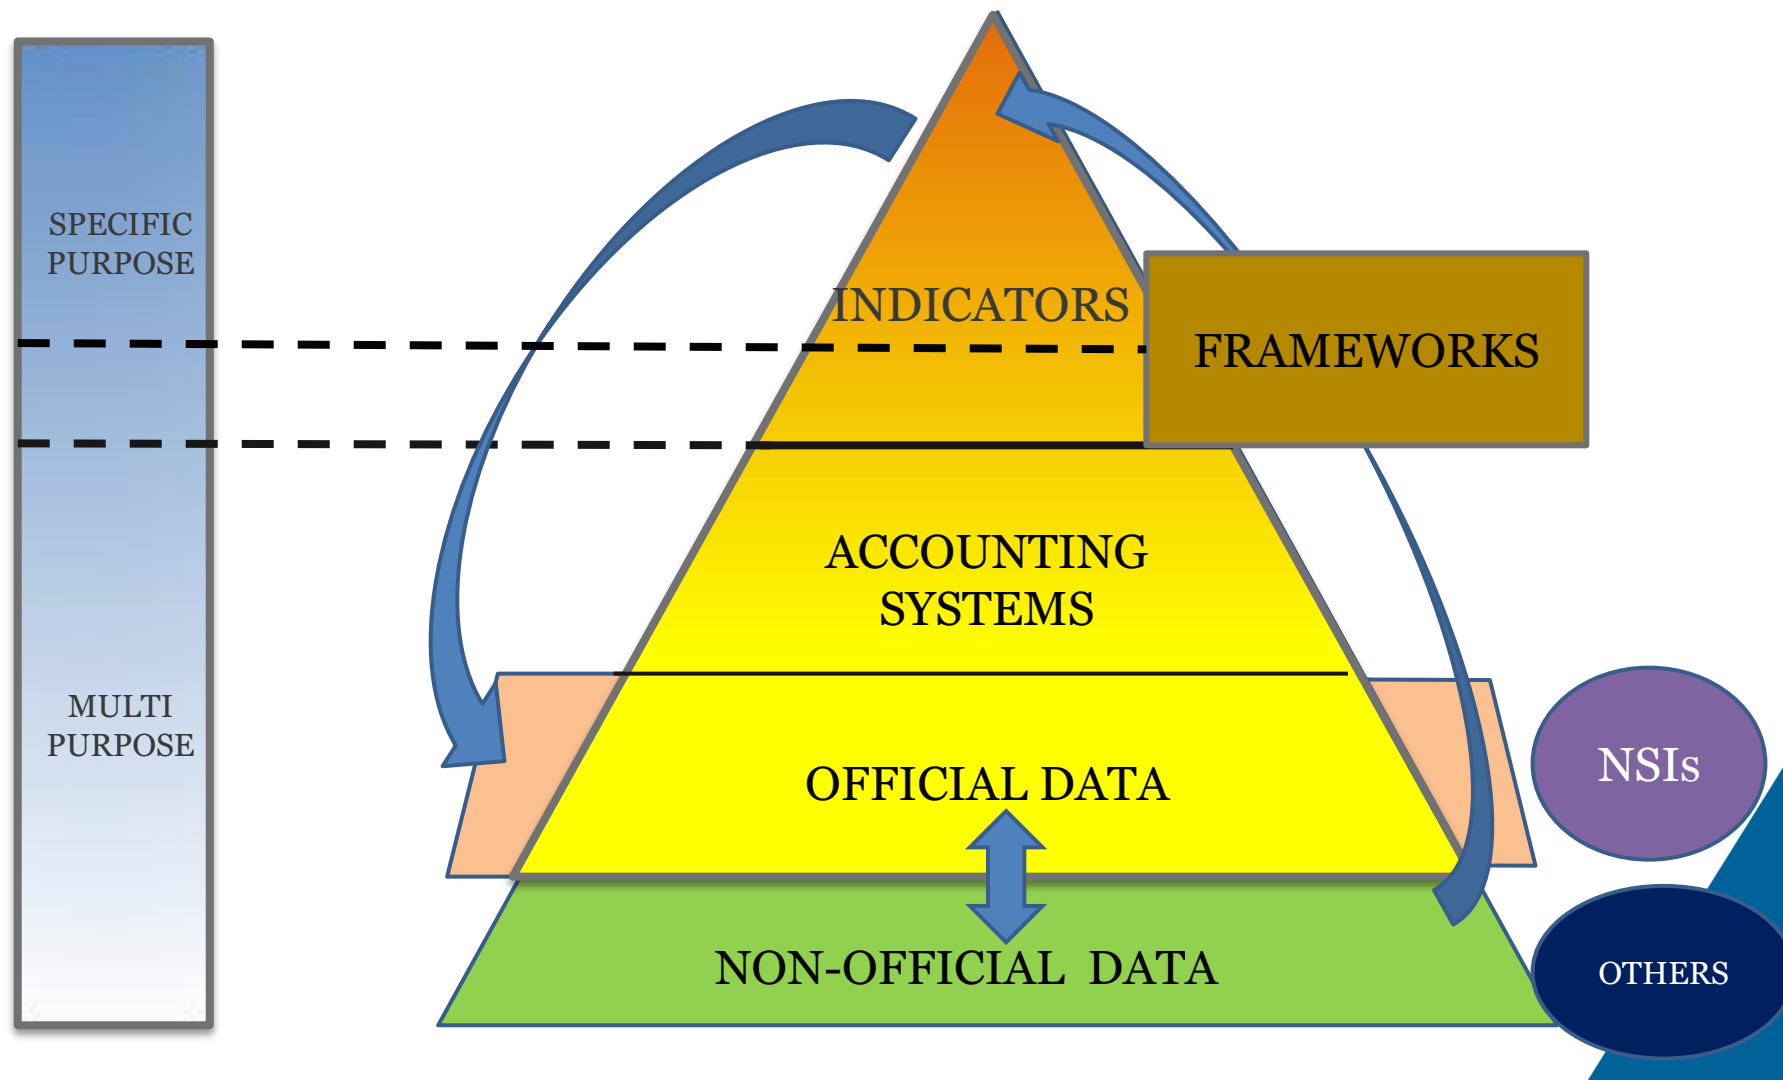 SPECIFIC
PURPOSE
INDICATORS
FRAMEWORKS
ACCOUNTING
SYSTEMS
MULTI
PURPOSE
OFFICIAL DATA
NSIs
NON-OFFICIAL DATA
OTHERS